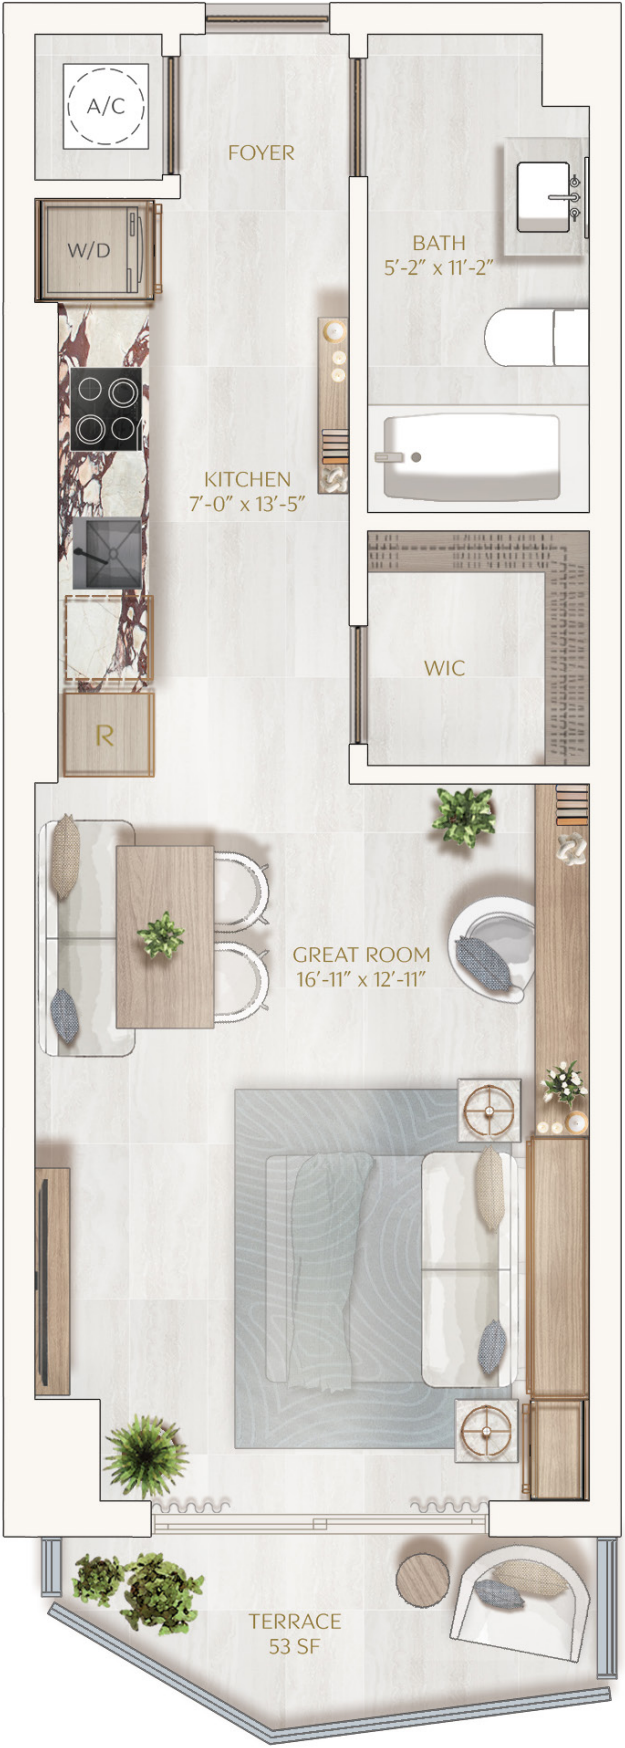 A/C
FOYER
W/D
BATH
5'-2" x 11'-2"
KITCHEN
7'-0" x 13'-5"
WIC
R
GREAT ROOM
16'-11" x 12'-11"
TERRACE
53 SF